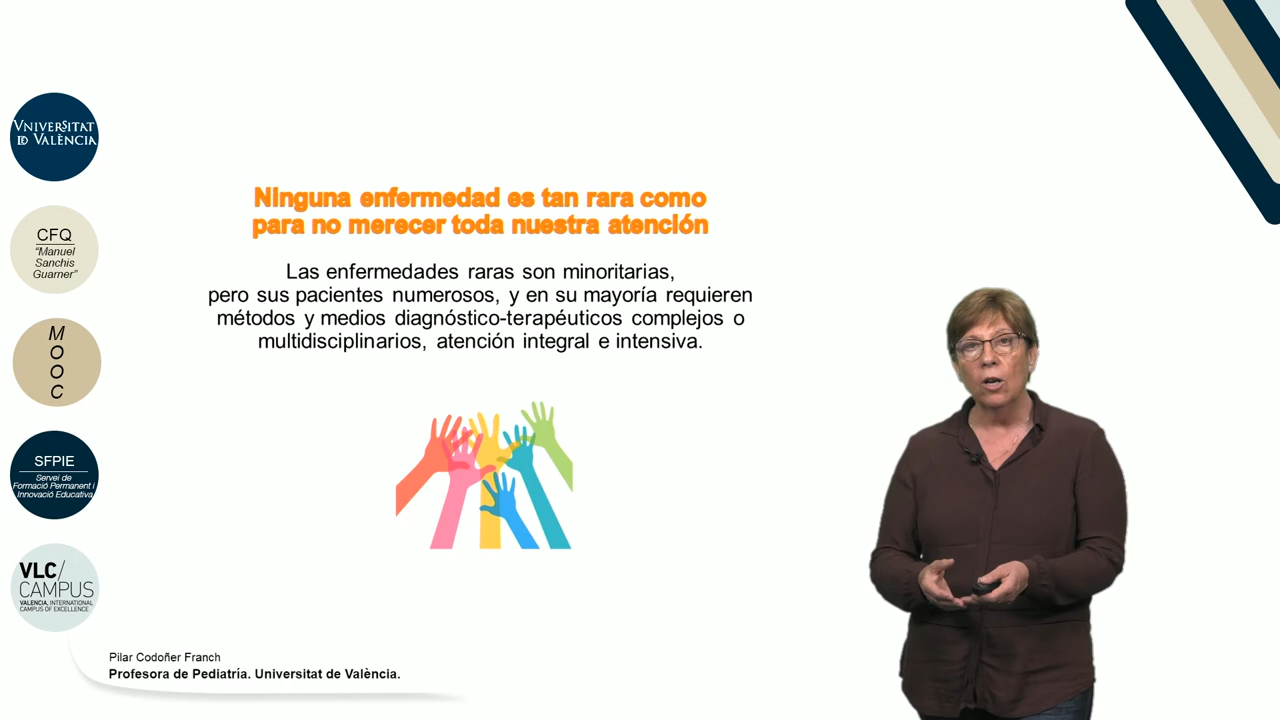 VNIVERSITAT
ID VALÈNCIA
CFQ
"Manuel
Sanchis
Guarner"
M
O
O
C
SFPIE
Servei de
Formació Permanent i
Innovació Educativa
VLC/
CAMPUS
VALENCIA, INTERNATIONAL
CAMPUS OF EXCELLENCE
Ninguna enfermedad es tan rara como
para no merecer toda nuestra atención
Las enfermedades raras son minoritarias,
pero sus pacientes numerosos, y en su mayoría requieren
métodos y medios diagnóstico-terapéuticos complejos o
multidisciplinarios, atención integral e intensiva.
Pilar Codoñer Franch
Profesora de Pediatría. Universitat de València.